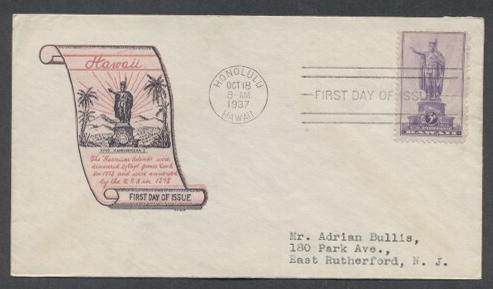 Hawaii
KING KAMEHAMEHA I.
The Hawaiian Islands were
discovered by Capt. James Cook
in 1778 and were annexed
by the U.S.A. in 1898
FIRST DAY OF ISSUE
HONOLULU
OCT 18
8-AM
1937
HAWAII
FIRST DAY OF ISSUE
3¢
HAWAII
Mr. Adrian Bullis,
180 Park Ave.,
East Rutherford, N. J.